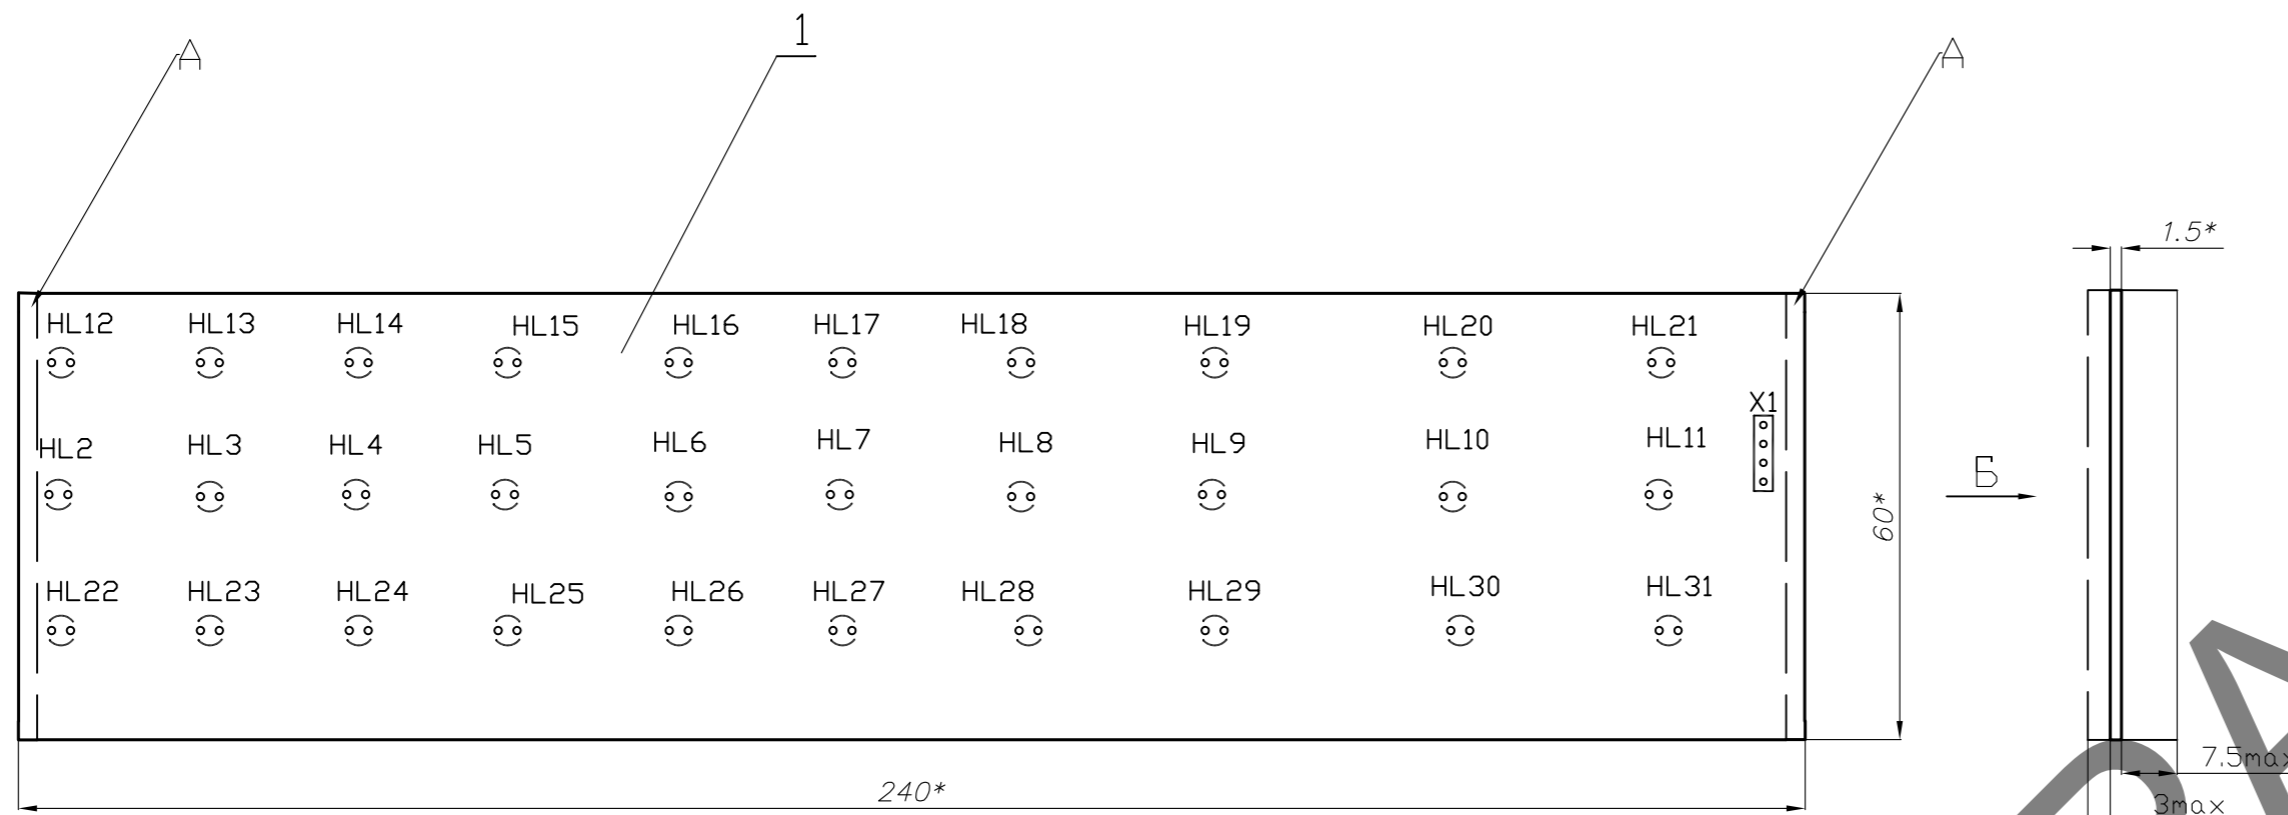 1
А А
1.5*
HL12 HL13 HL14 HL15 HL16 HL17 HL18 HL19 HL20 HL21
X1
HL2 HL3 HL4 HL5 HL6 HL7 HL8 HL9 HL10 HL11
Б
60*
HL22 HL23 HL24 HL25 HL26 HL27 HL28 HL29 HL30 HL31
7.5max
240*
3max